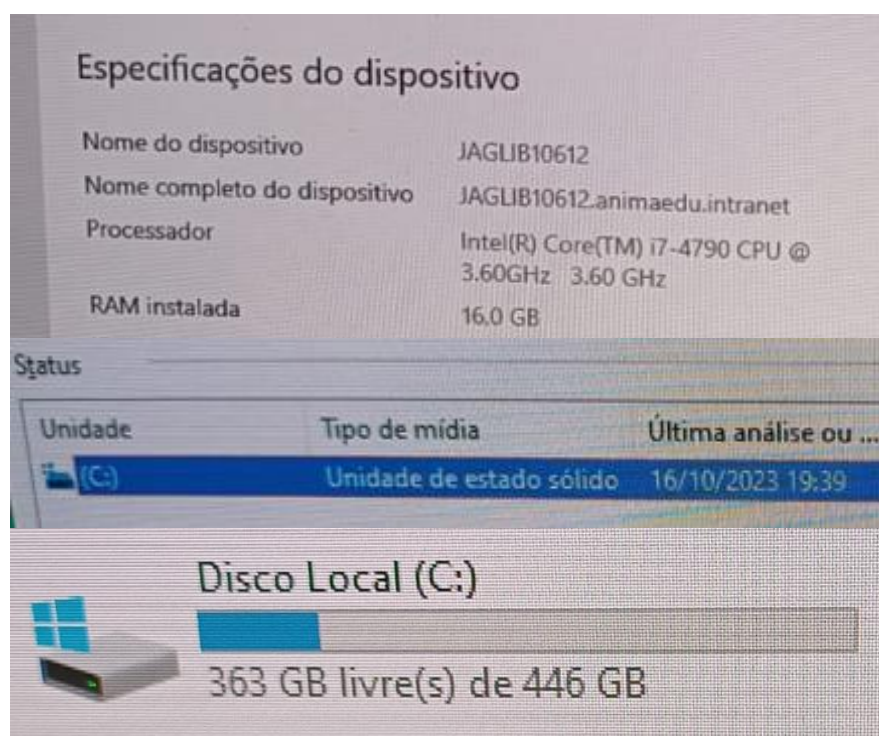 Especificações do dispositivo
Nome do dispositivo JAGLIB10612
Nome completo do dispositivo JAGLIB10612.animaedu.intranet
Processador Intel(R) Core(TM) i7-4790 CPU @
3.60GHz 3.60 GHz
RAM instalada 16.0 GB
Status
Unidade Tipo de mídia Última análise ou ...
(C:) Unidade de estado sólido 16/10/2023 19:39
Disco Local (C:)
363 GB livre(s) de 446 GB